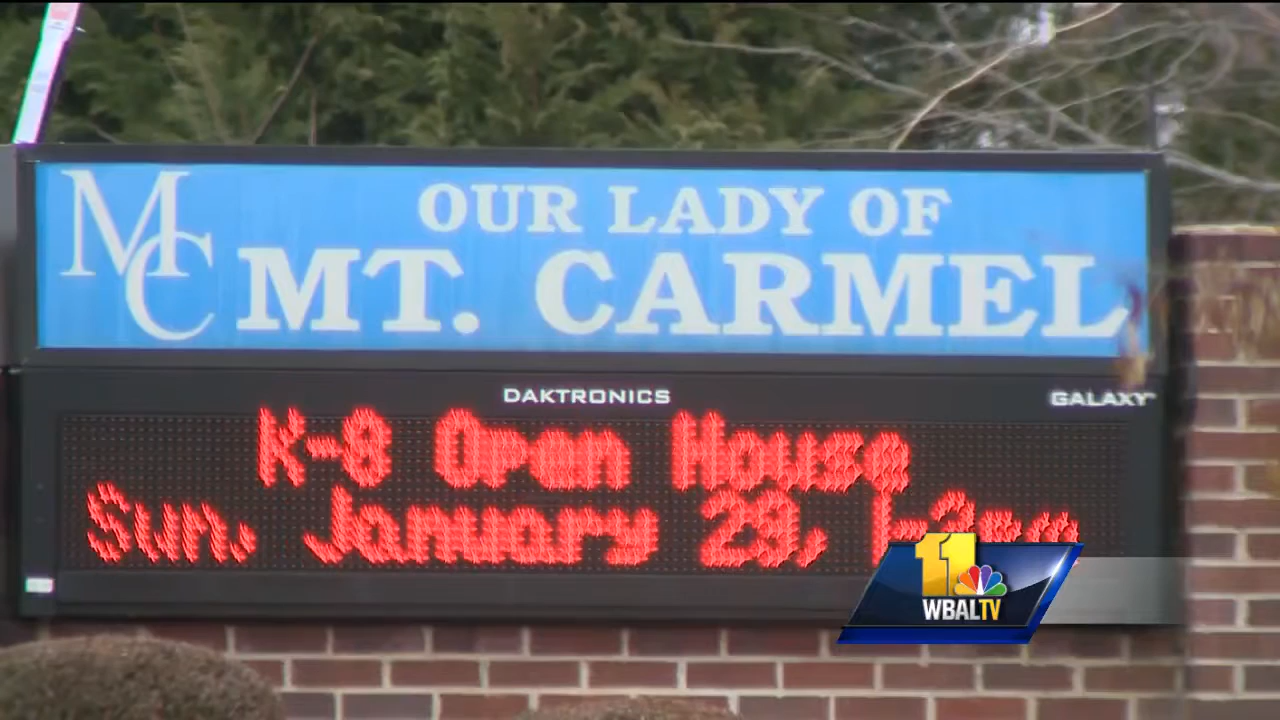 MC
OUR LADY OF
MT. CARMEL
DAKTRONICS
GALAXY
K-8 Open House
Sun. January 29,
11
WBALTV